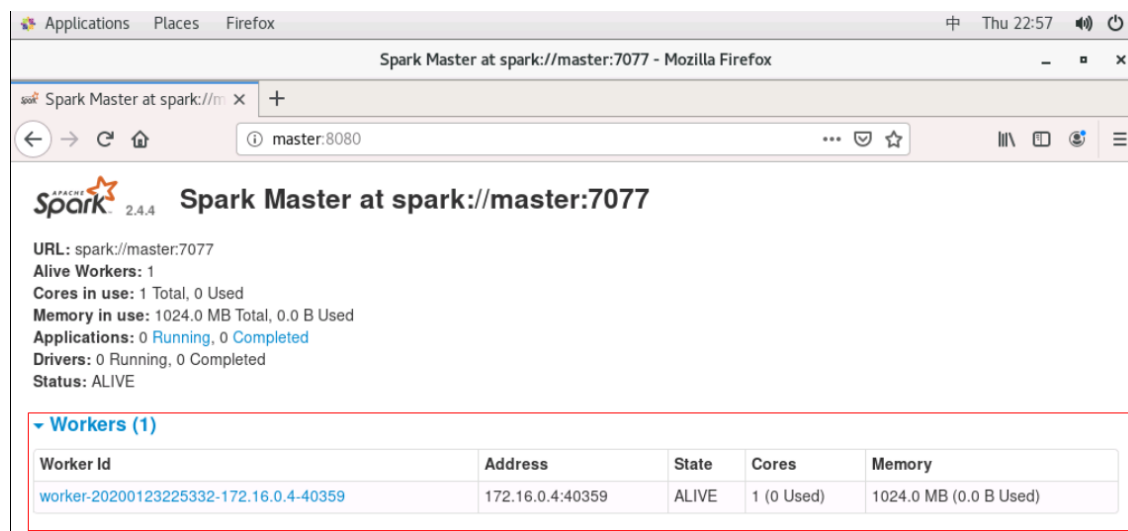 Applications Places Firefox 中 Thu 22:57
Spark Master at spark://master:7077 - Mozilla Firefox
Spark Master at spark://m
master:8080
APACHE Spark 2.4.4 Spark Master at spark://master:7077
URL: spark://master:7077
Alive Workers: 1
Cores in use: 1 Total, 0 Used
Memory in use: 1024.0 MB Total, 0.0 B Used
Applications: 0 Running, 0 Completed
Drivers: 0 Running, 0 Completed
Status: ALIVE
Workers (1)
Worker Id Address State Cores Memory
worker-20200123225332-172.16.0.4-40359 172.16.0.4:40359 ALIVE 1 (0 Used) 1024.0 MB (0.0 B Used)